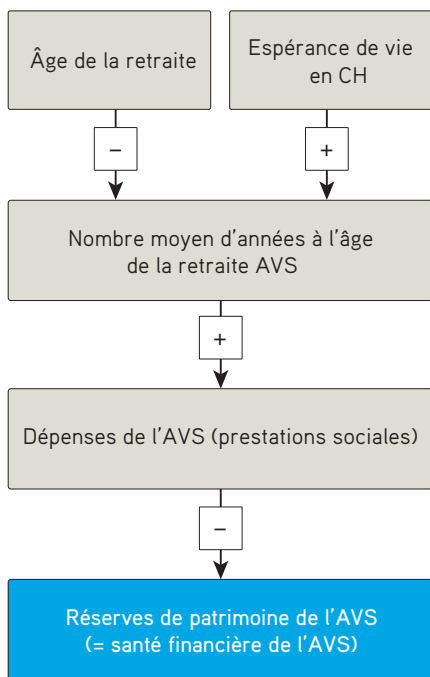 Âge de la retraite
Espérance de vie
en CH
–
+
Nombre moyen d'années à l'âge
de la retraite AVS
+
Dépenses de l'AVS (prestations sociales)
–
Réserves de patrimoine de l'AVS
(= santé financière de l'AVS)